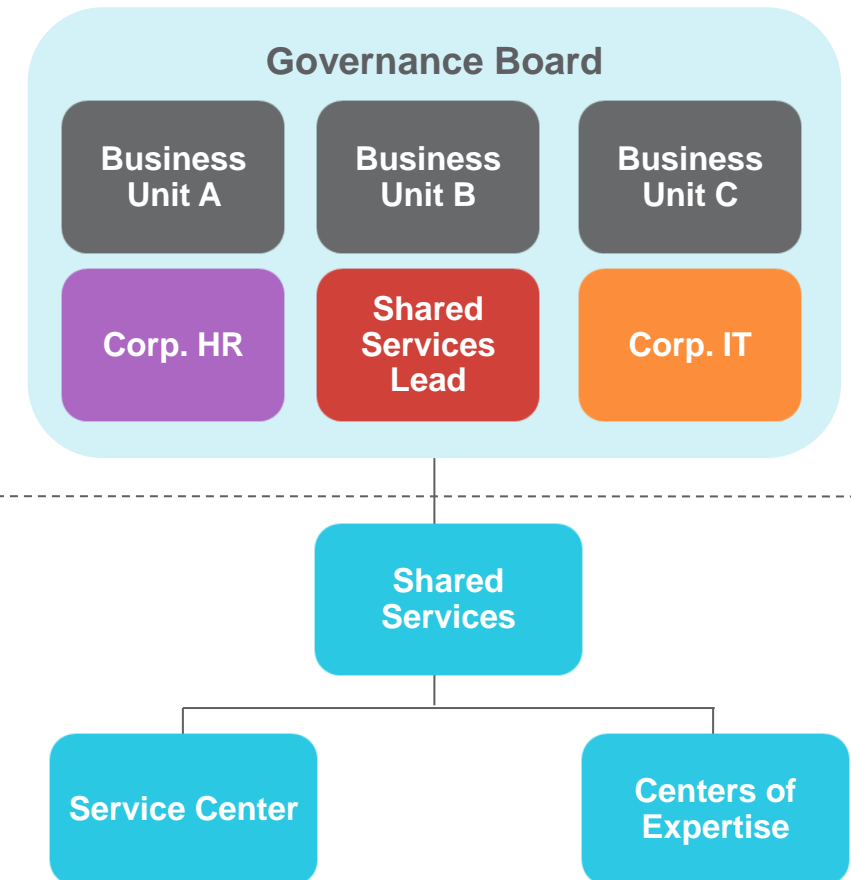 Governance Board
Business
Unit A
Business
Unit B
Business
Unit C
Corp. HR
Shared
Services
Lead
Corp. IT
Shared
Services
Service Center
Centers of
Expertise